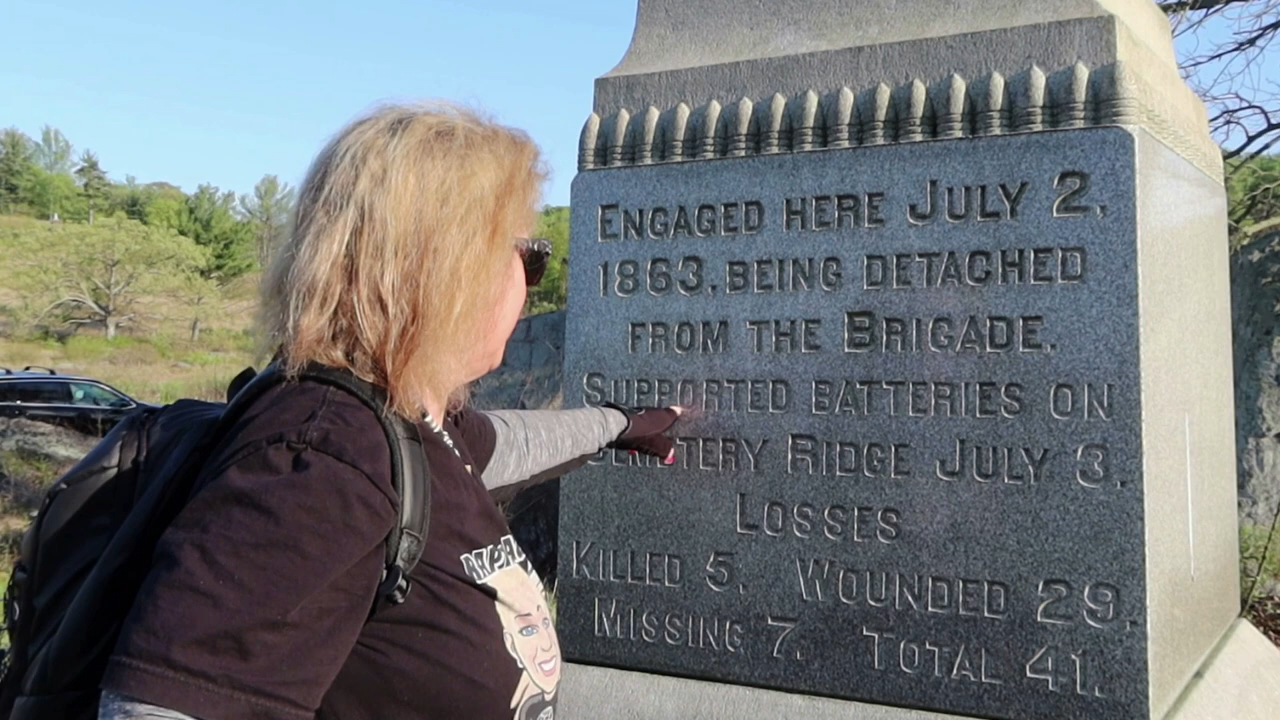 ENGAGED HERE JULY 2,
1863, BEING DETACHED
FROM THE BRIGADE.
SUPPORTED BATTERIES ON
CEMETERY RIDGE JULY 3.
LOSSES
KILLED 5. WOUNDED 29.
MISSING 7. TOTAL 41.